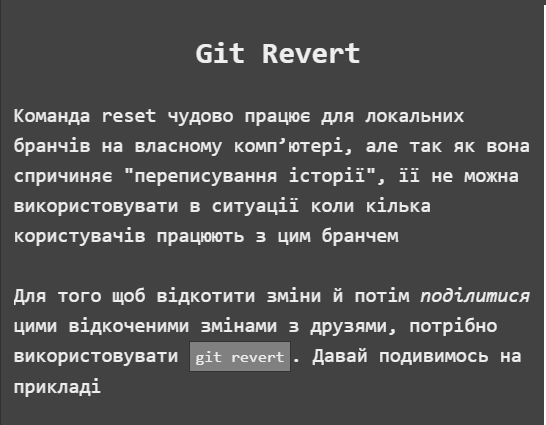 Git Revert
Команда reset чудово працює для локальних
бранчів на власному комп’ютері, але так як вона
спричиняє "переписування історії", її не можна
використовувати в ситуації коли кілька
користувачів працюють з цим бранчем
Для того щоб відкотити зміни й потім поділитися
цими відкоченими змінами з друзями, потрібно
використовувати git revert. Давай подивимось на
прикладі